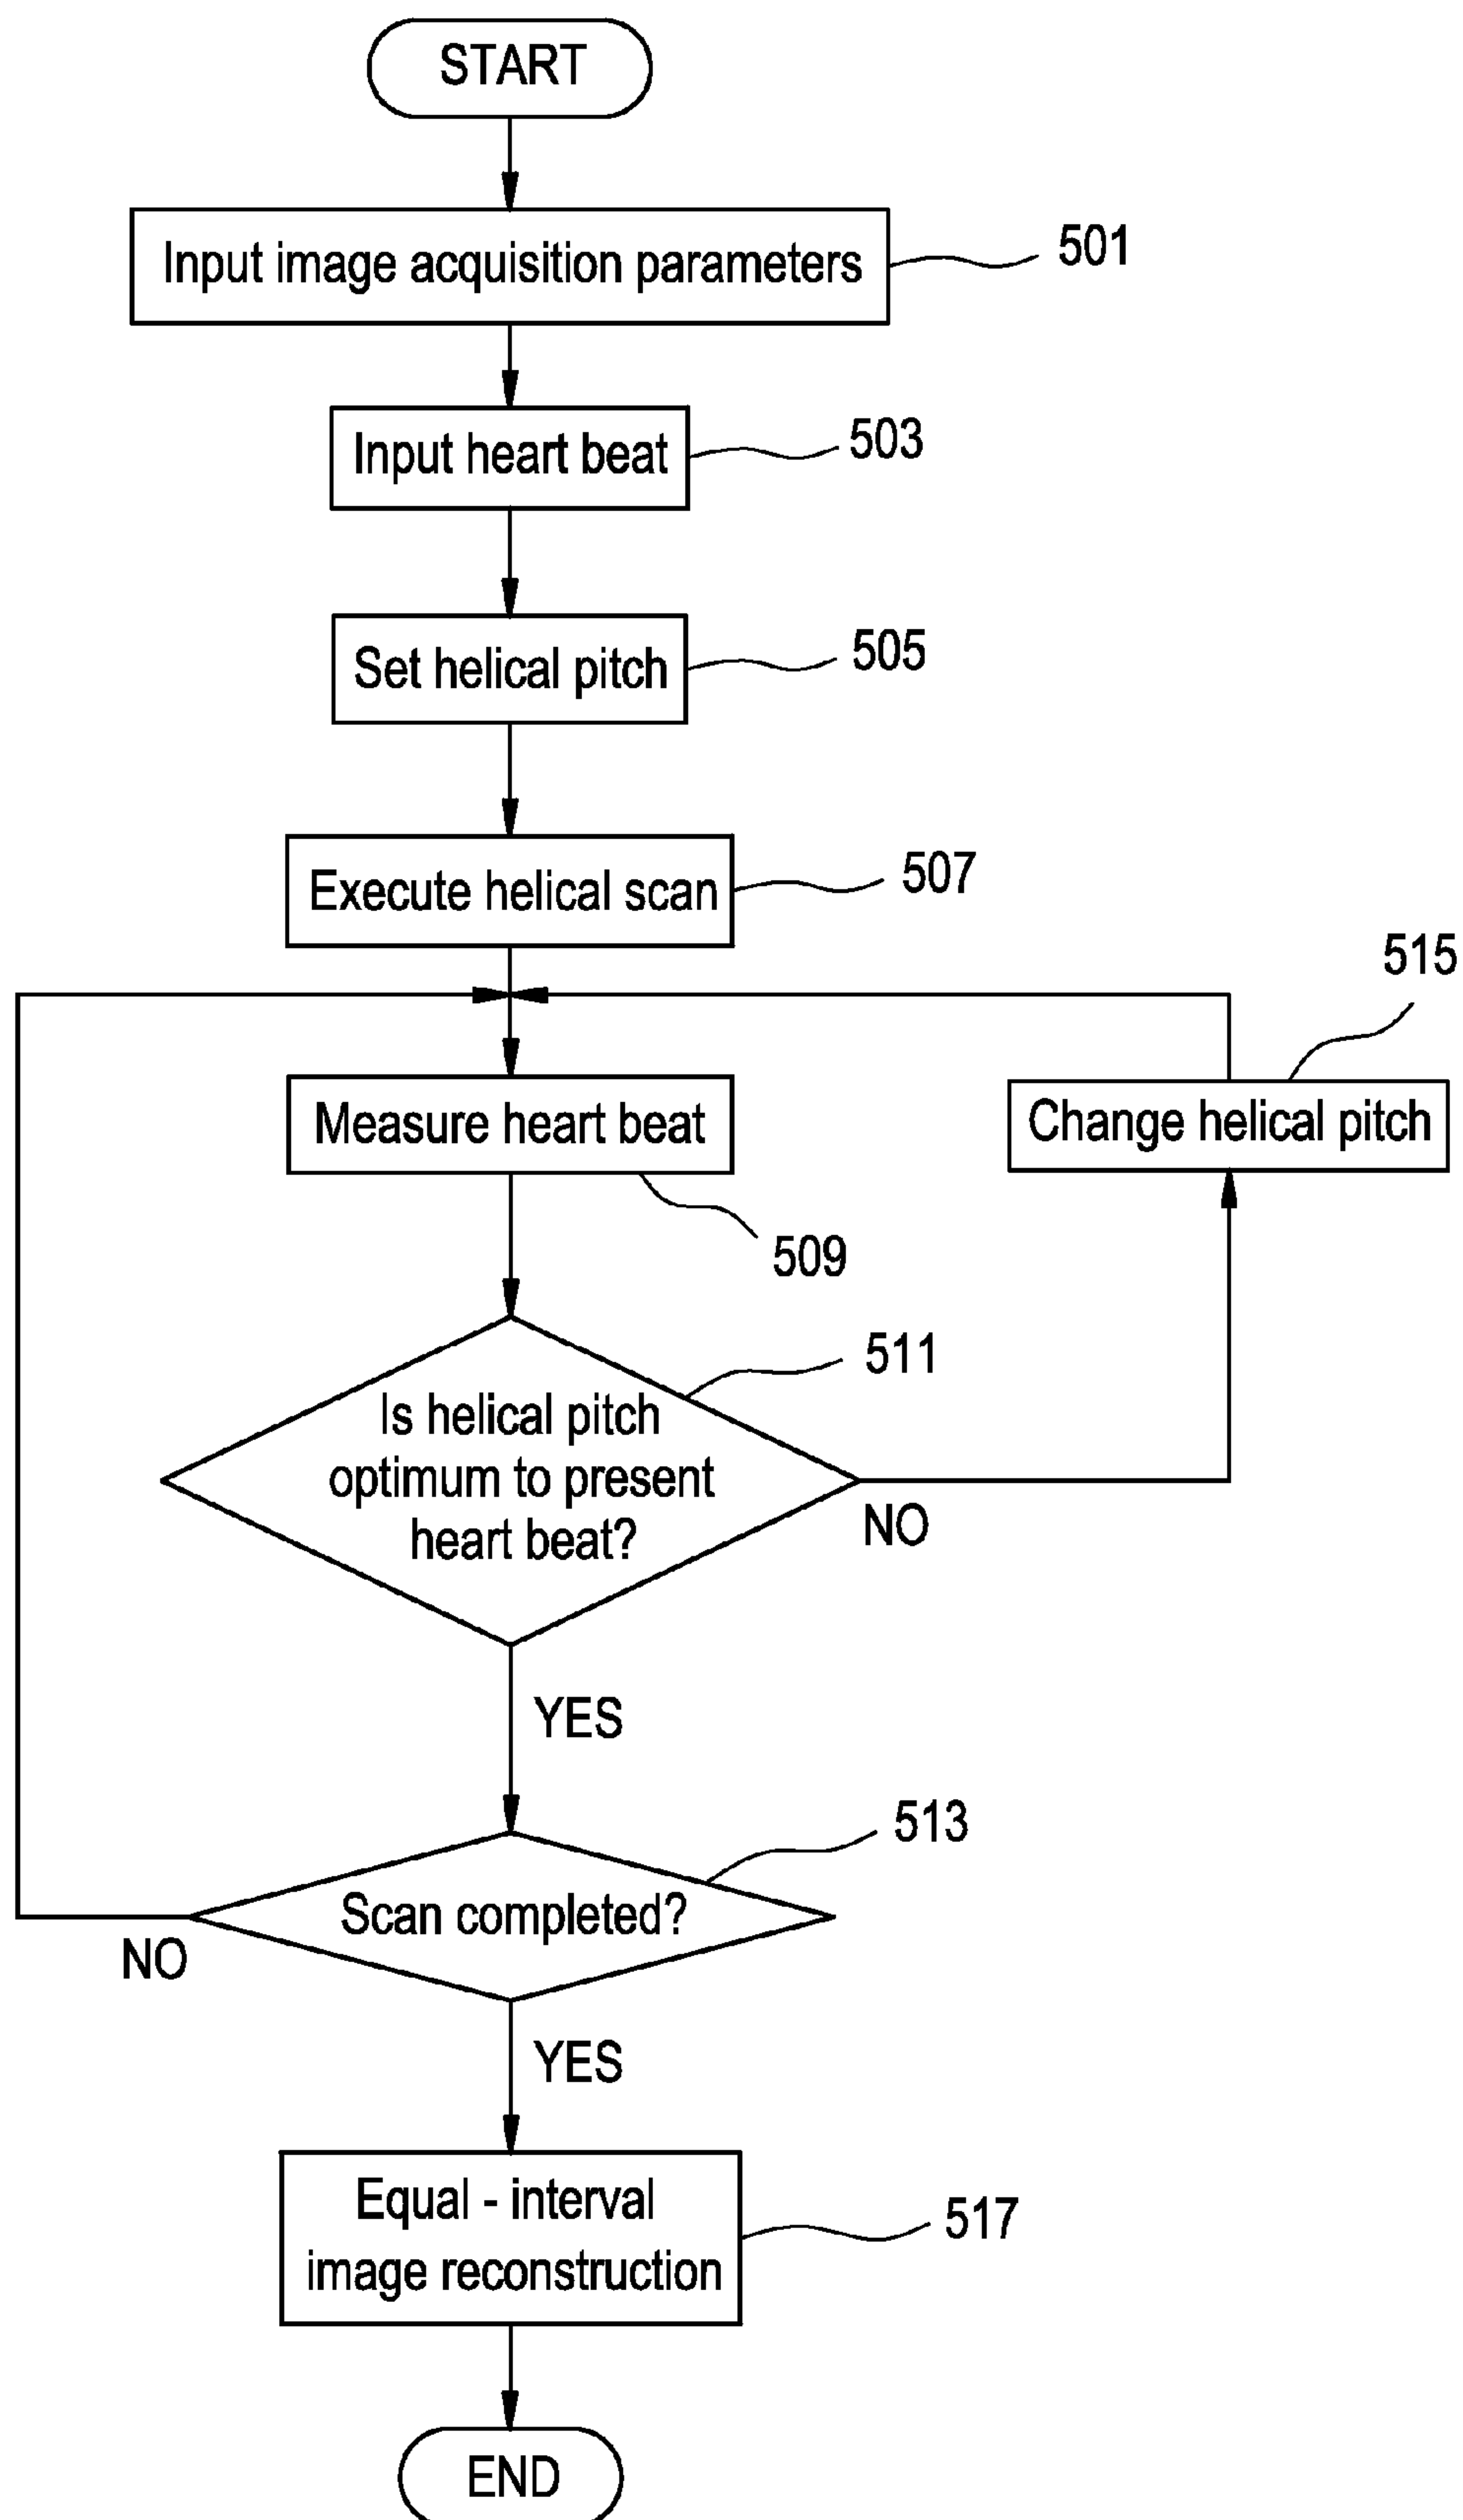 START
Input image acquisition parameters
501
Input heart beat
503
Set helical pitch
505
Execute helical scan
507
515
Measure heart beat
Change helical pitch
509
511
Is helical pitch
optimum to present
heart beat?
NO
YES
513
Scan completed?
NO
YES
Equal - interval
image reconstruction
517
END